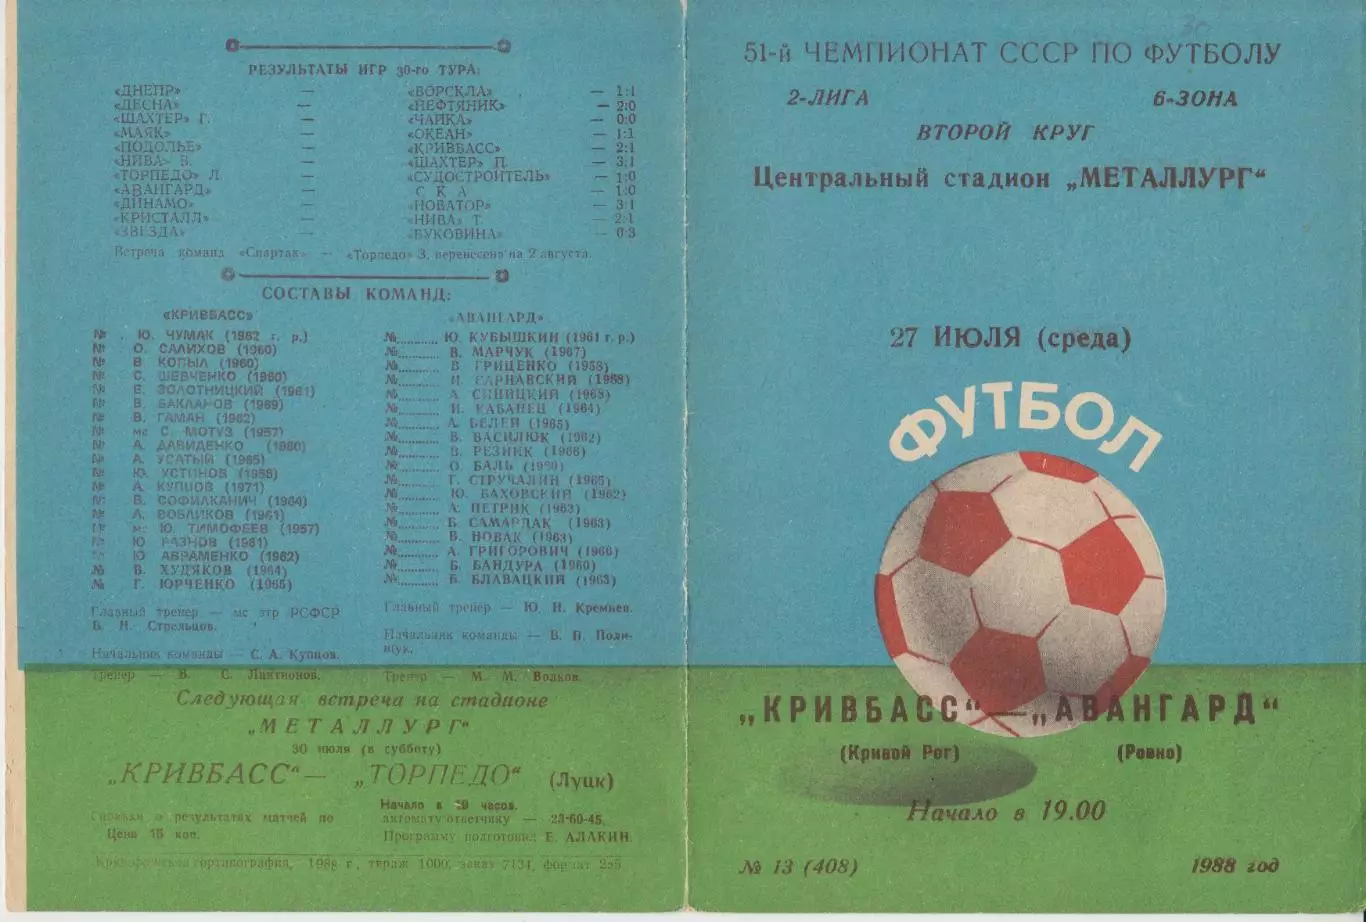 РЕЗУЛЬТАТЫ ИГР 30-го ТУРА:
«ДНЕПР» — «ВОРСКЛА» — 1:1
«ДЕСНА» — «НЕФТЯНИК» — 2:0
«ШАХТЕР» Г. — «ЧАЙКА» — 0:0
«МАЯК» — «ОКЕАН» — 1:1
«ПОДОЛЬЕ» — «КРИВБАСС» — 2:1
«НИВА» В. — «ШАХТЕР» П. — 3:1
«ТОРПЕДО» Л. — «СУДОСТРОИТЕЛЬ» — 1:0
«АВАНГАРД» — С К А — 1:0
«ДИНАМО» — «НОВАТОР» — 3:1
«КРИСТАЛЛ» — «НИВА» Т. — 2:1
«ЗВЕЗДА» — «БУКОВИНА» — 0:3
Встреча команд «Спартак» — «Торпедо» З. перенесена на 2 августа.
СОСТАВЫ КОМАНД:
«КРИВБАСС»
№ Ю. ЧУМАК (1962 г. р.)
№ О. САЛИХОВ (1960)
№ В. КОПЫЛ (1960)
№ С. ШЕВЧЕНКО (1960)
№ Е. ЗОЛОТНИЦКИЙ (1961)
№ В. БАКЛАНОВ (1969)
№ В. ГАМАН (1962)
№ мс С. МОТУЗ (1957)
№ А. ДАВИДЕНКО (1960)
№ А. УСАТЫЙ (1965)
№ Ю. УСТИНОВ (1958)
№ А. КУПЦОВ (1971)
№ В. СОФИЛКАНИЧ (1964)
№ А. ВОБЛИКОВ (1961)
№ мс Ю. ТИМОФЕЕВ (1957)
№ Ю. РАЗНОВ (1961)
№ Ю. АВРАМЕНКО (1962)
№ В. ХУДЯКОВ (1964)
№ Г. ЮРЧЕНКО (1965)
Главный тренер — мс зтр РСФСР
В. Н. Стрельцов.
Начальник команды — С. А. Купцов.
Тренер — В. С. Лиитионов.
«АВАНГАРД»
№ Ю. КУБЫШКИН (1961 г. р.)
№ В. МАРЧУК (1967)
№ В. ГРИЦЕНКО (1958)
№ И. ГАРНАВСКИЙ (1968)
№ А. СИНИЦКИЙ (1963)
№ И. КАБАНЕЦ (1964)
№ А. БЕЛЕЙ (1965)
№ В. ВАСИЛЮК (1962)
№ В. РЕЗНИК (1966)
№ О. БАЛЬ (1960)
№ Г. СТРУЧАЛИН (1965)
№ Ю. БАХОВСКИЙ (1962)
№ А. ПЕТРИК (1963)
№ Б. САМАРДАК (1963)
№ В. НОВАК (1963)
№ А. ГРИГОРОВИЧ (1960)
№ Б. БАНДУРА (1960)
№ Б. БЛАВАЦКИЙ (1963)
Главный тренер — Ю. Н. Кремнев.
Начальник команды — В. П. Поли-
щук.
Тренер — М. М. Волков.
Следующая встреча на стадионе
„МЕТАЛЛУРГ“
30 июля (в субботу)
„КРИВБАСС“ — „ТОРПЕДО“ (Луцк)
Начало в 19 часов.
Справки о результатах матчей по автомату-ответчику — 23-60-45.
Цена 15 коп. Программу подготовил Е. АЛАКИН.
Криворожская гортипография, 1988 г., тираж 1000, заказ 7134, формат
30
51-й ЧЕМПИОНАТ СССР ПО ФУТБОЛУ
2-ЛИГА 6-ЗОНА
ВТОРОЙ КРУГ
Центральный стадион „МЕТАЛЛУРГ“
27 ИЮЛЯ (среда)
ФУТБОЛ
„КРИВБАСС“ — „АВАНГАРД“
(Кривой Рог) (Ровно)
Начало в 19.00
№ 13 (408) 1988 год